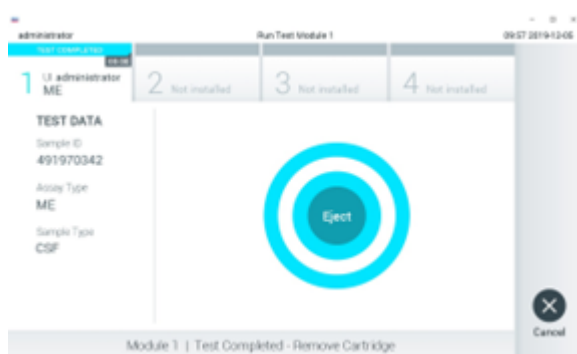 administrator Run Test Module 1 09:57 2019-12-05
TEST COMPLETED
1 UI administrator
ME
2 Not installed
3 Not installed
4 Not installed
TEST DATA
Sample ID
491970342
Assay Type
ME
Sample Type
CSF
Eject
Cancel
Module 1 | Test Completed - Remove Cartridge